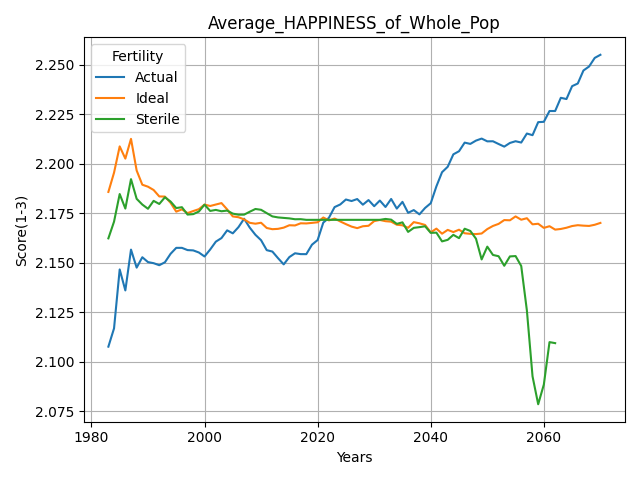 Average_HAPPINESS_of_Whole_Pop
Fertility
Actual
Ideal
Sterile
Score(1-3)
2.250
2.225
2.200
2.175
2.150
2.125
2.100
2.075
1980 2000 2020 2040 2060
Years